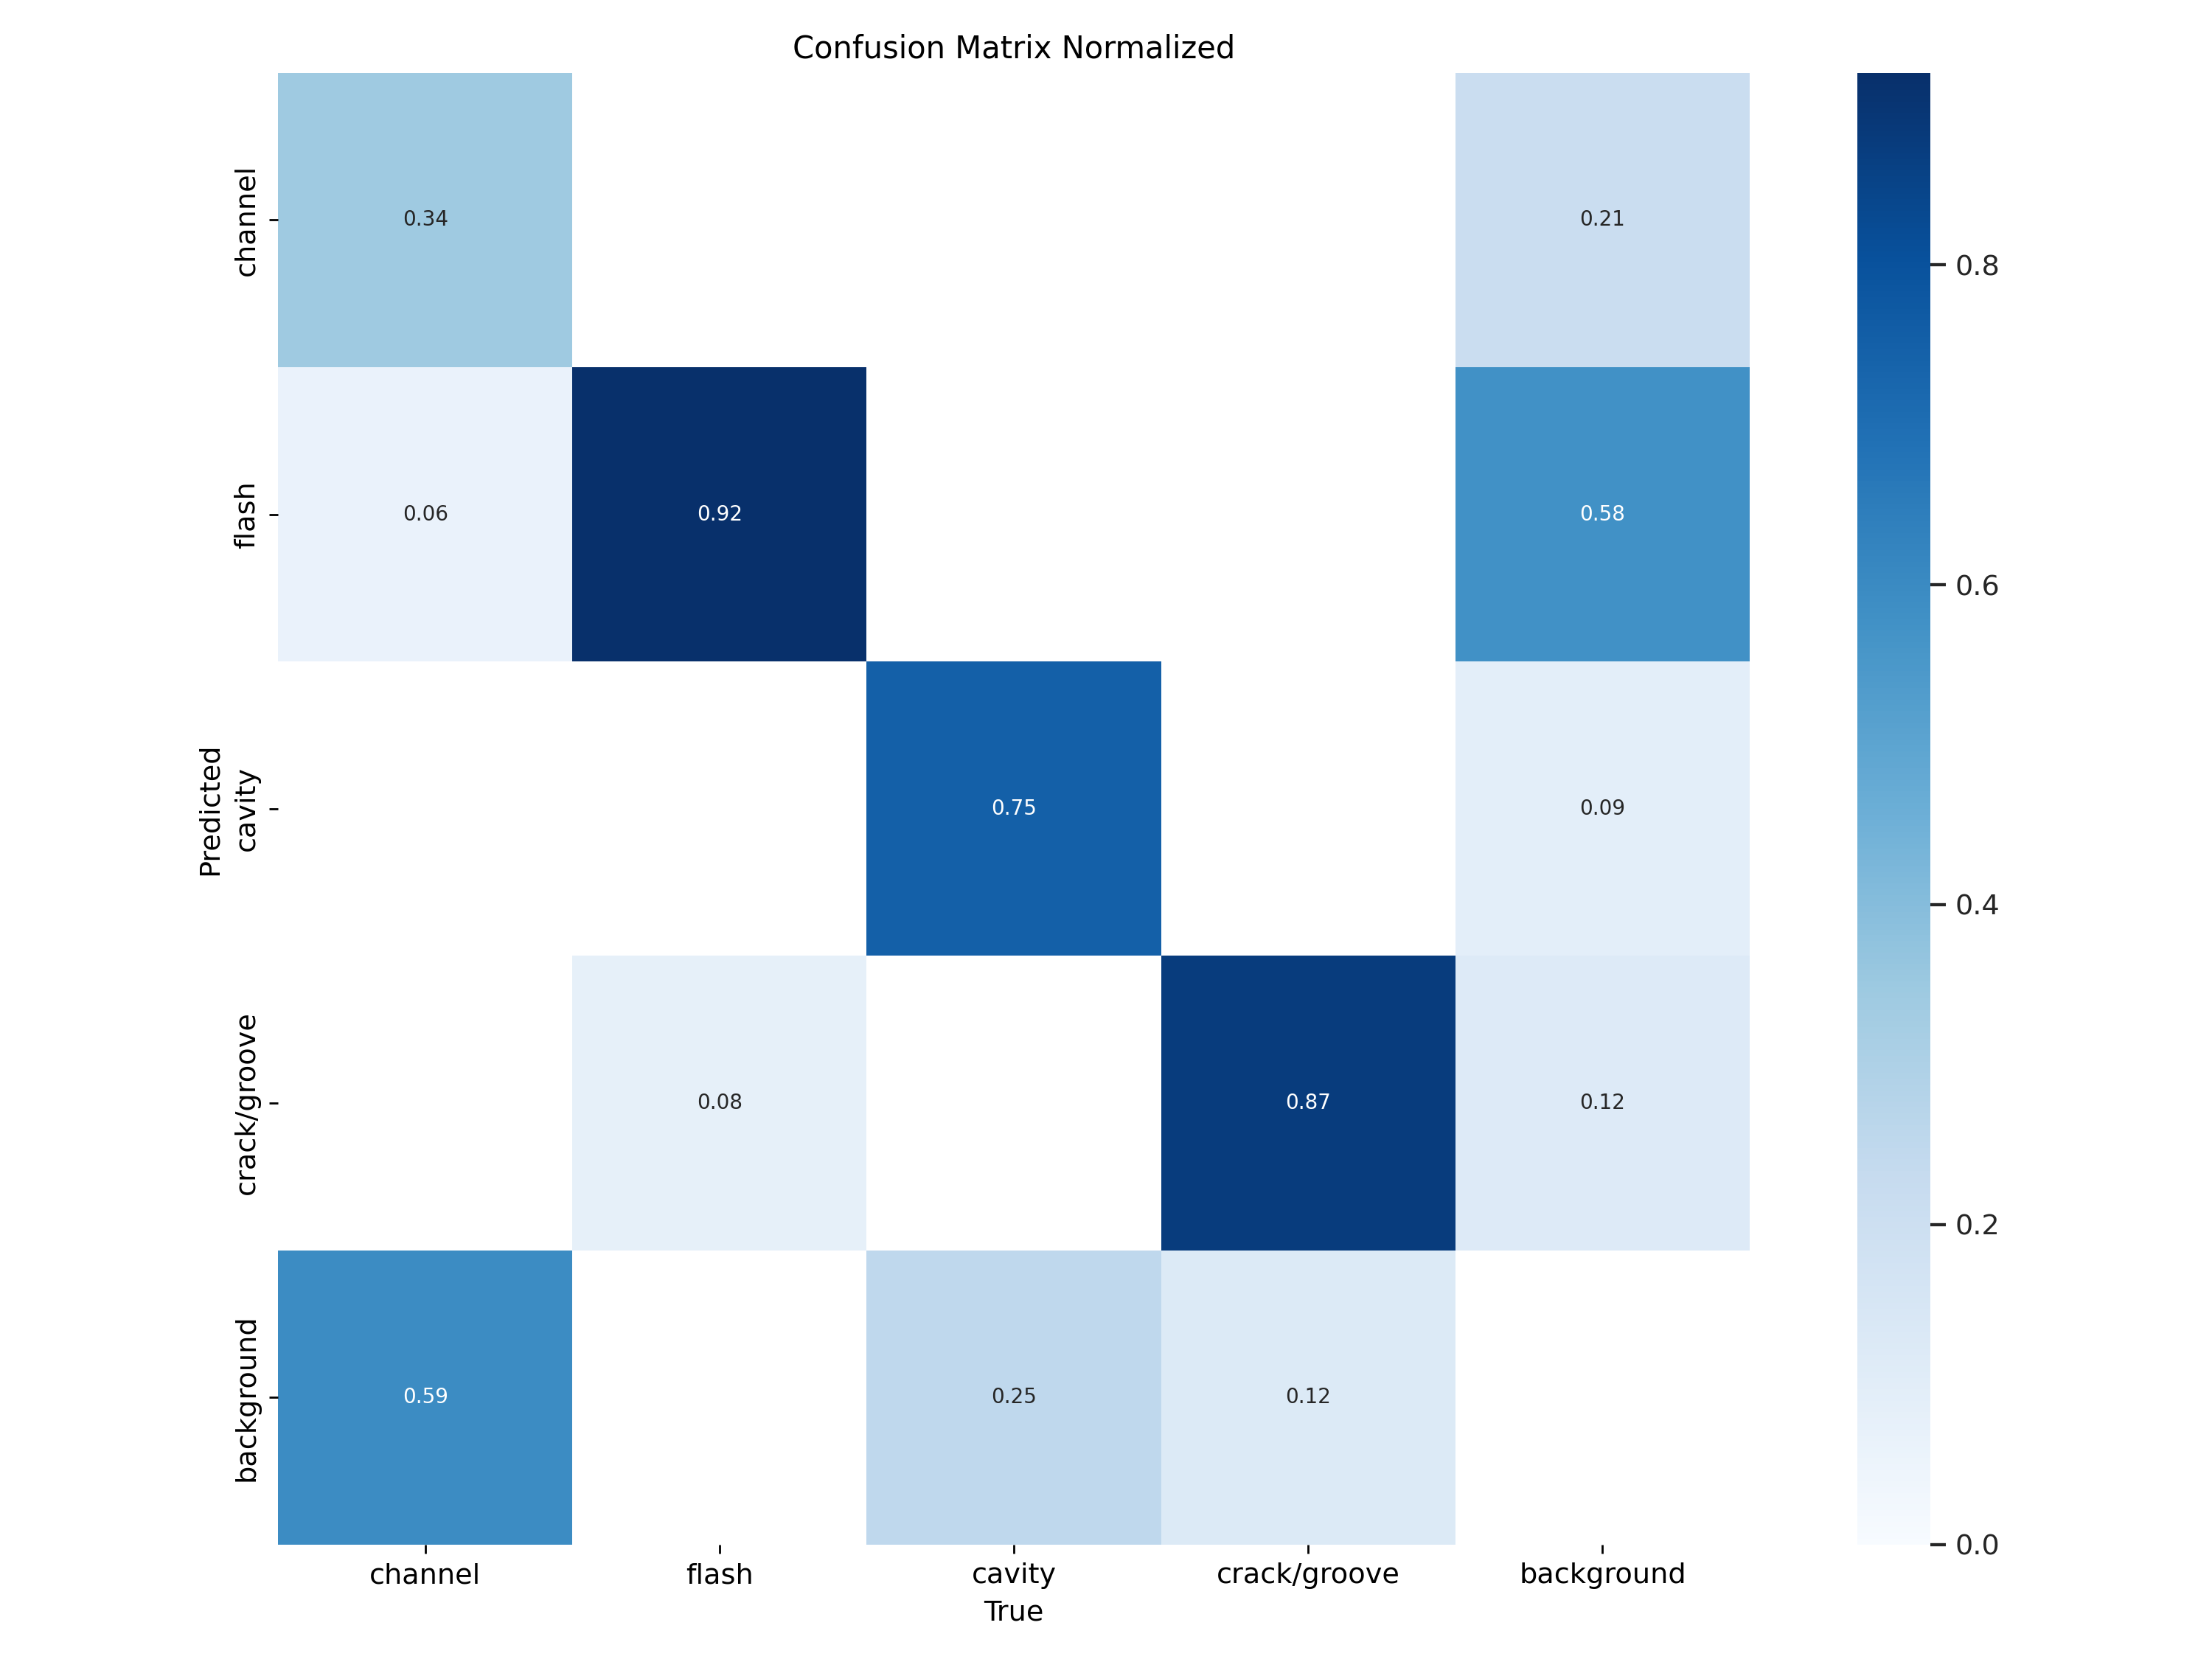 Confusion Matrix Normalized
channel
0.34
0.21
0.8
flash
0.06
0.92
0.58
0.6
Predicted
cavity
0.75
0.09
0.4
crack/groove
0.08
0.87
0.12
0.2
background
0.59
0.25
0.12
0.0
channel
flash
cavity
crack/groove
background
True